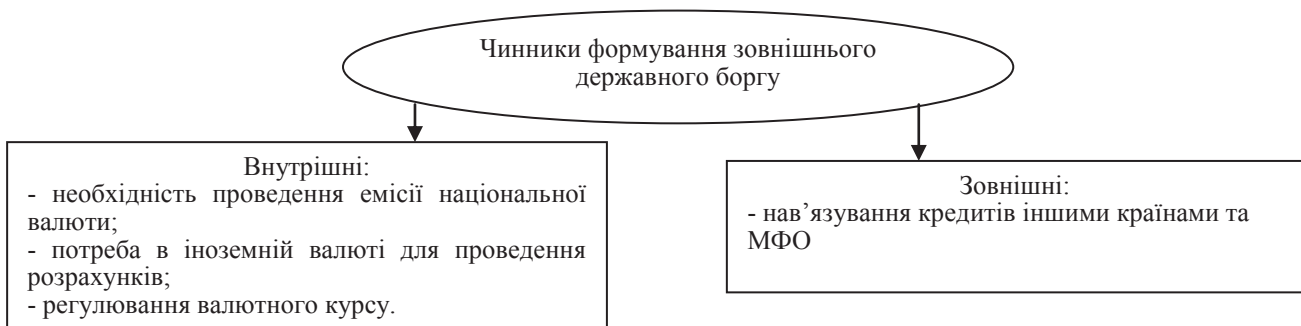 Чинники формування зовнішнього
державного боргу
Внутрішні:
- необхідність проведення емісії національної
валюти;
- потреба в іноземній валюті для проведення
розрахунків;
- регулювання валютного курсу.
Зовнішні:
- нав’язування кредитів іншими країнами та
МФО